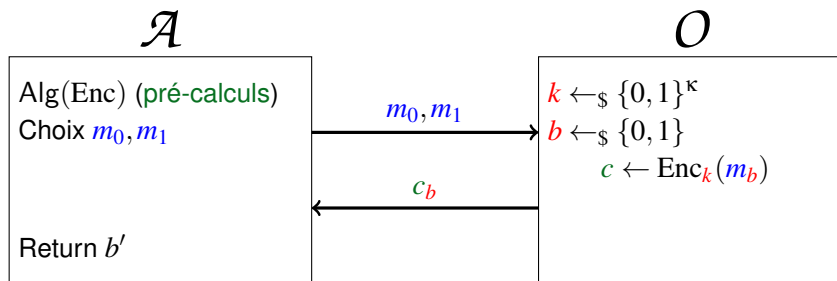 𝒜
𝒪
Alg(Enc) (pré-calculs)
Choix m₀, m₁
m₀, m₁
k ←$ {0, 1}^κ
b ←$ {0, 1}
c ← Enc_k(m_b)
c_b
Return b′